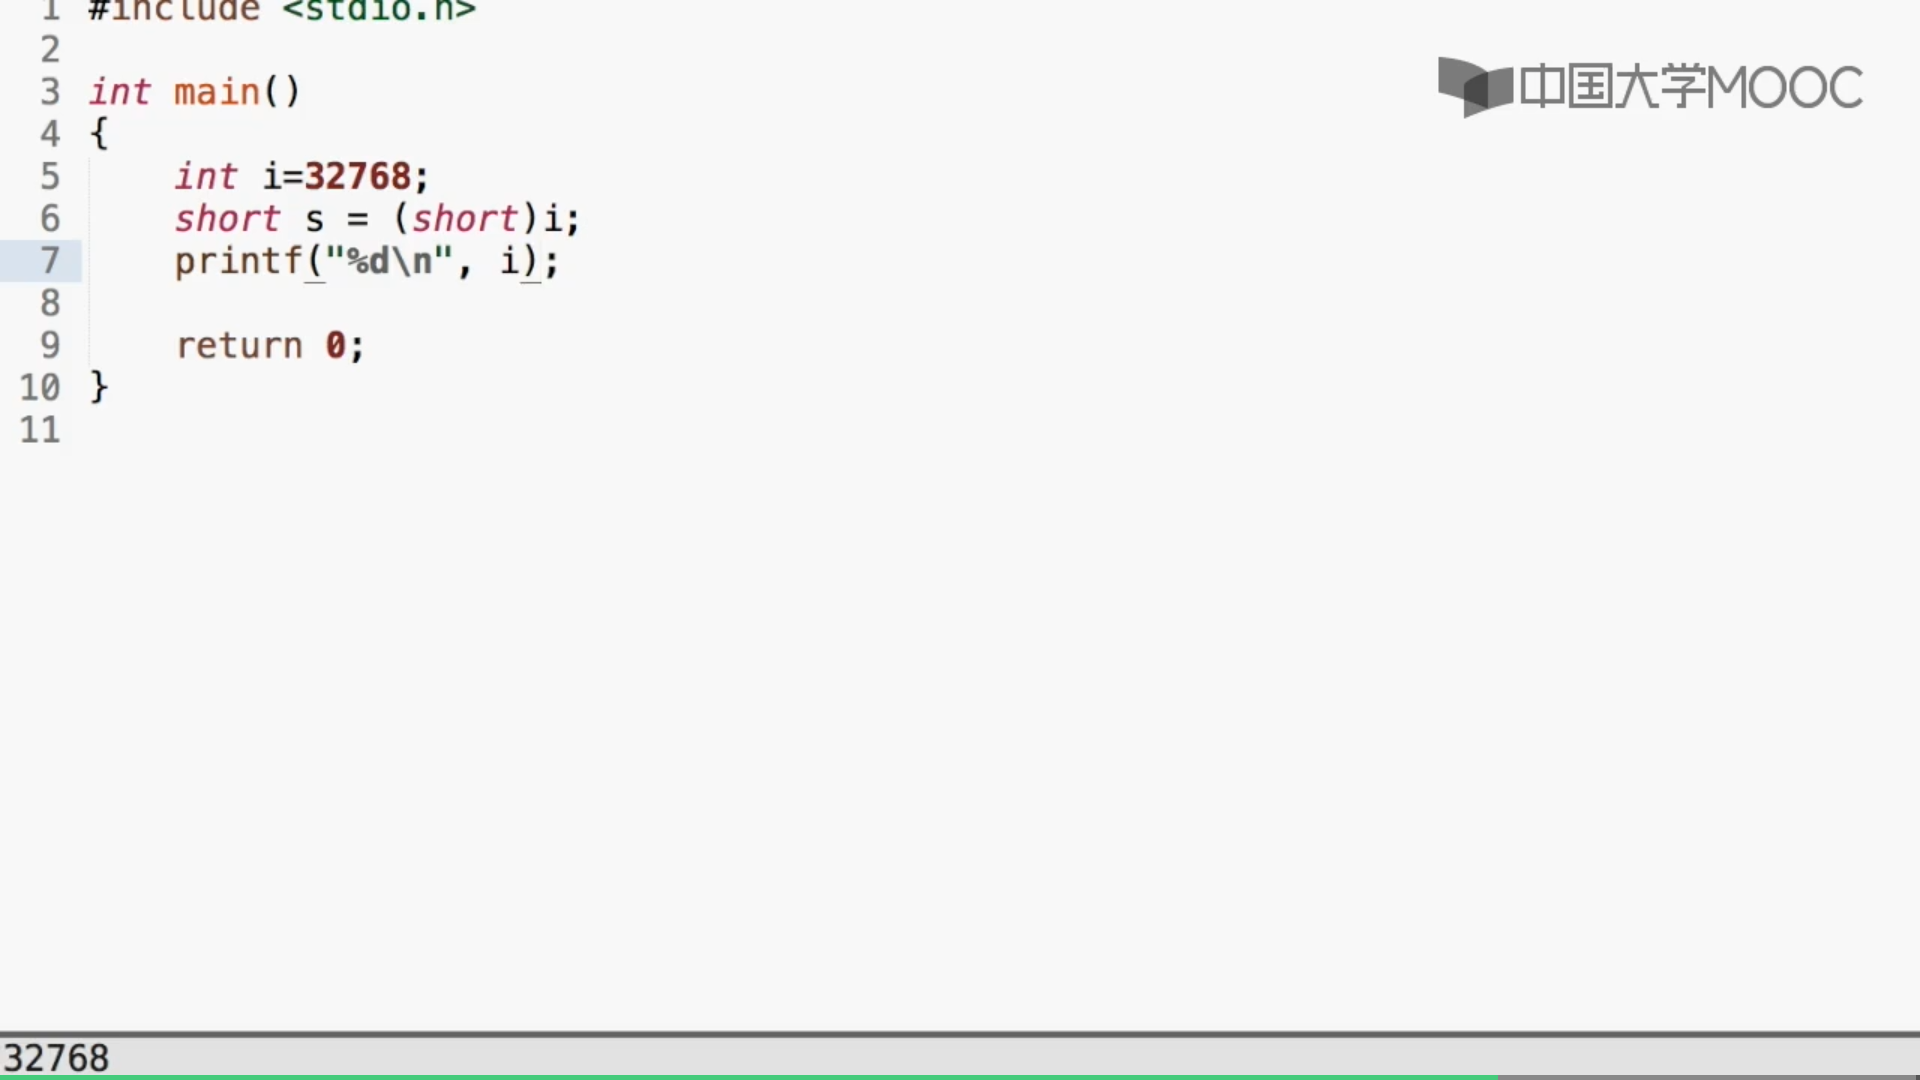 1 #include <stdio.h>
2
3 int main()
4 {
5     int i=32768;
6     short s = (short)i;
7     printf("%d\n", i);
8
9     return 0;
10 }
11
中国大学MOOC
32768